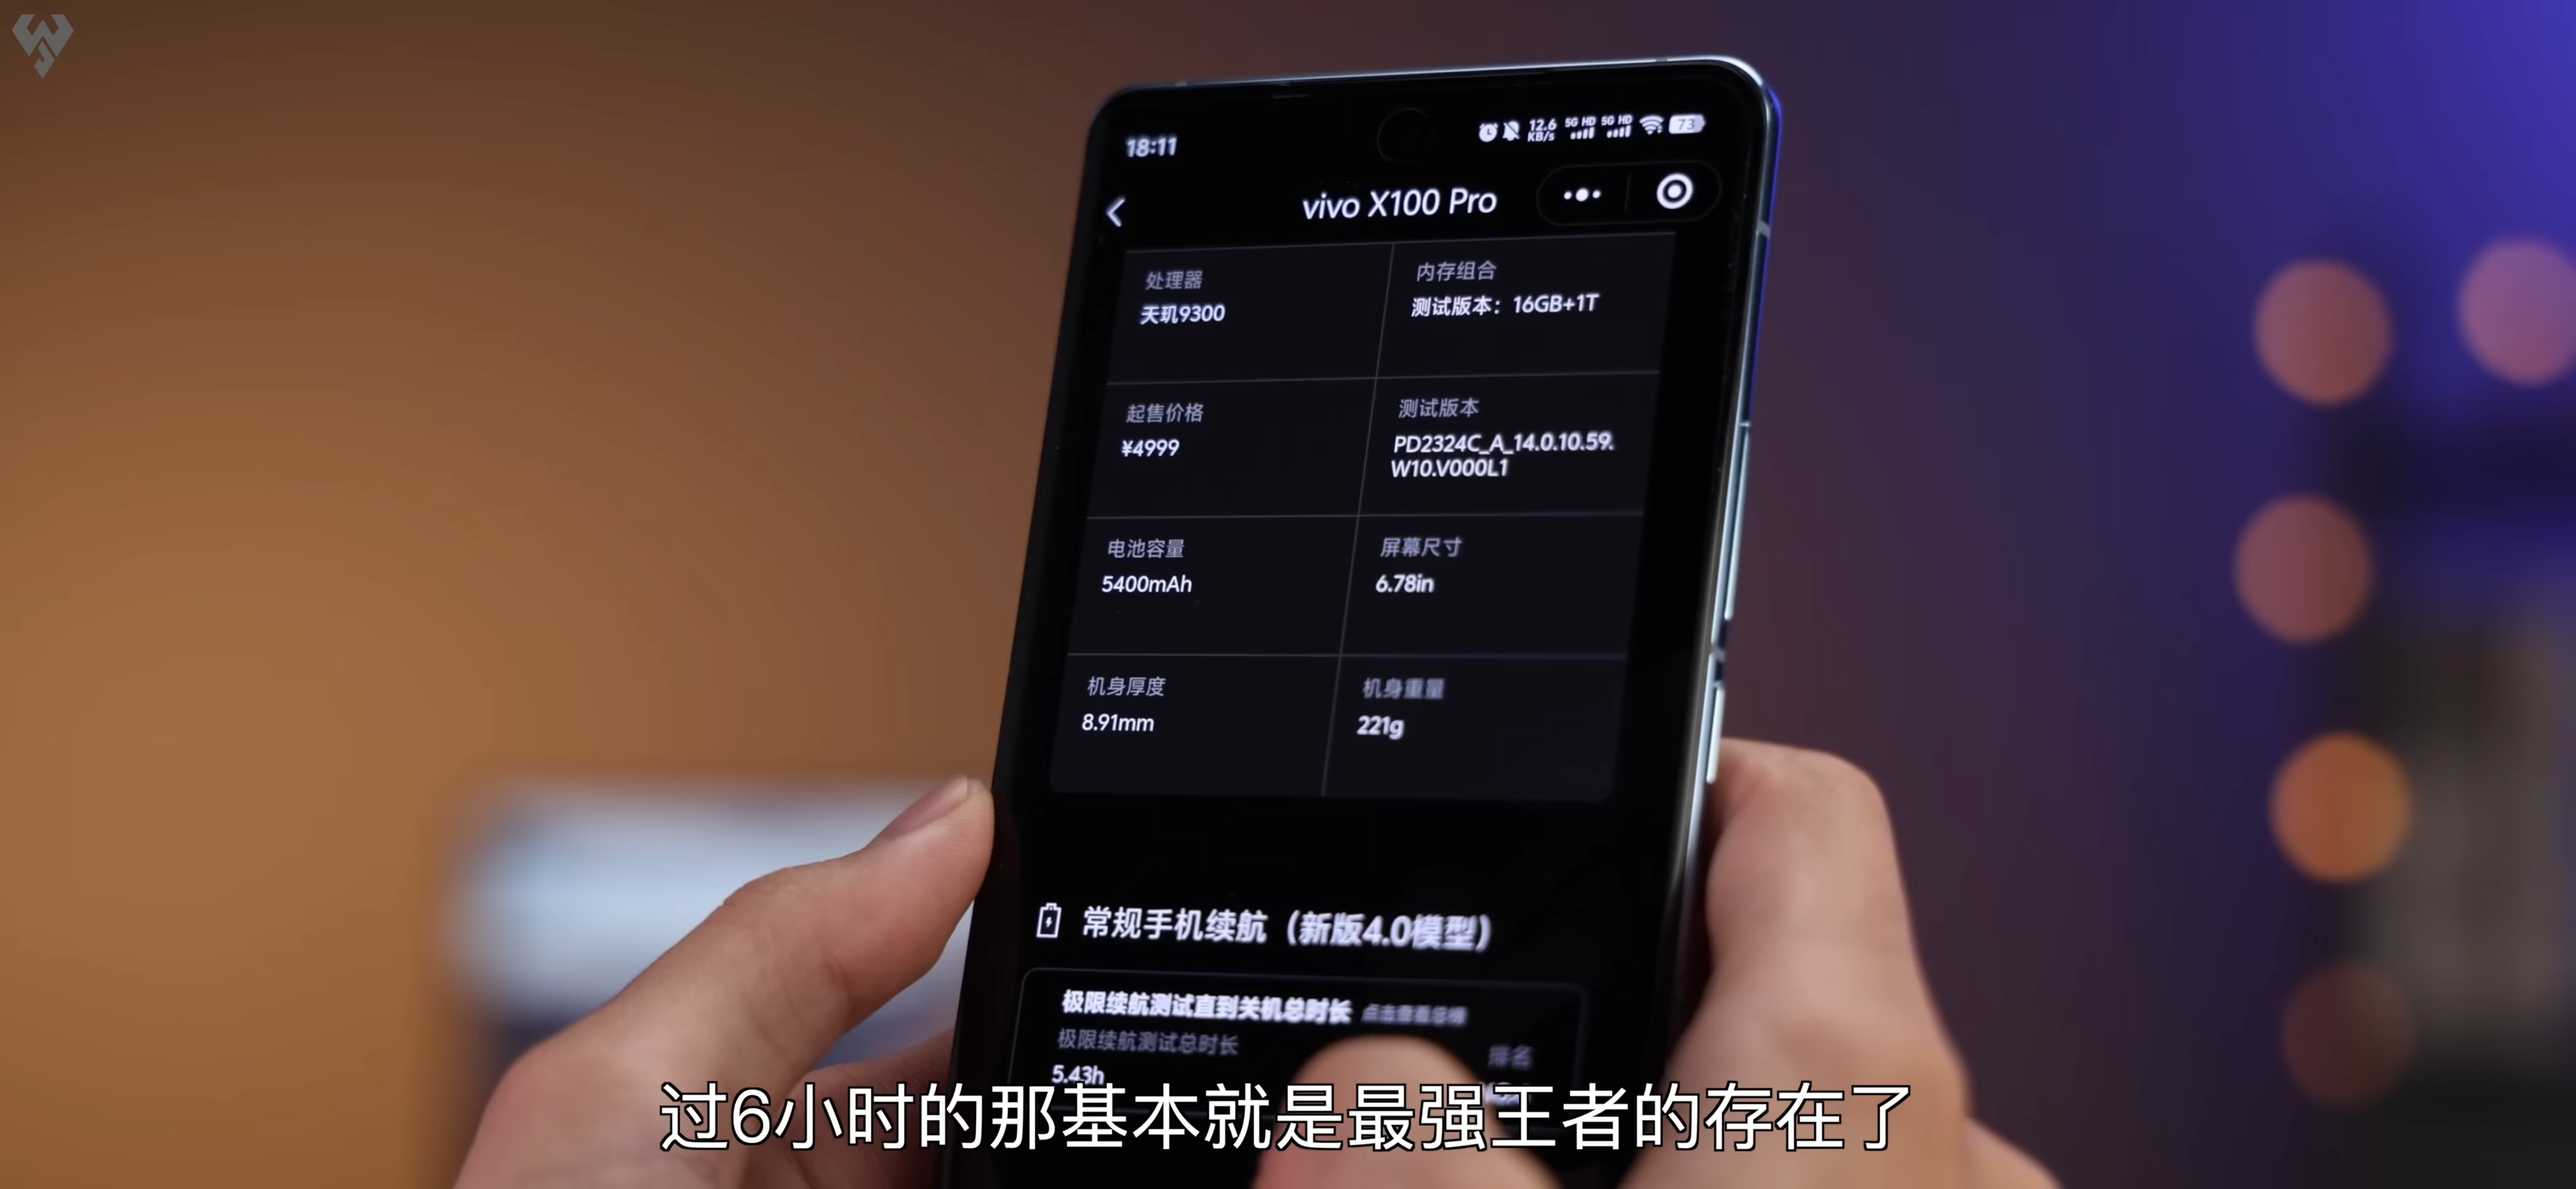 18:11
12.6 KB/s 5G HD 5G HD 73
vivo X100 Pro
处理器
天玑9300
内存组合
测试版本：16GB+1T
起售价格
¥4999
测试版本
PD2324C_A_14.0.10.59.
W10.V000L1
电池容量
5400mAh
屏幕尺寸
6.78in
机身厚度
8.91mm
机身重量
221g
常规手机续航（新版4.0模型）
极限续航测试直到关机总时长 点击查看总榜
极限续航测试总时长
排名
5.43h
过6小时的那基本就是最强王者的存在了